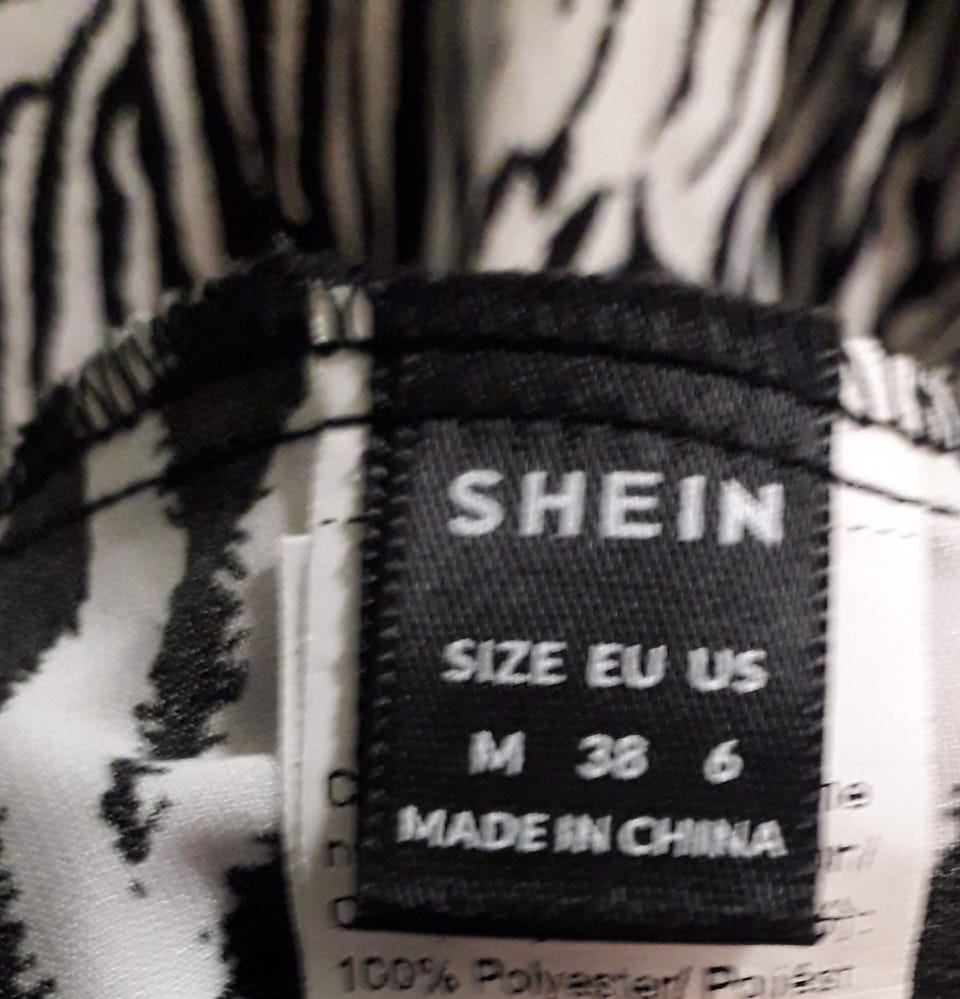 SHEIN
SIZE EU US
M 38 6
MADE IN CHINA
100% Polyester/